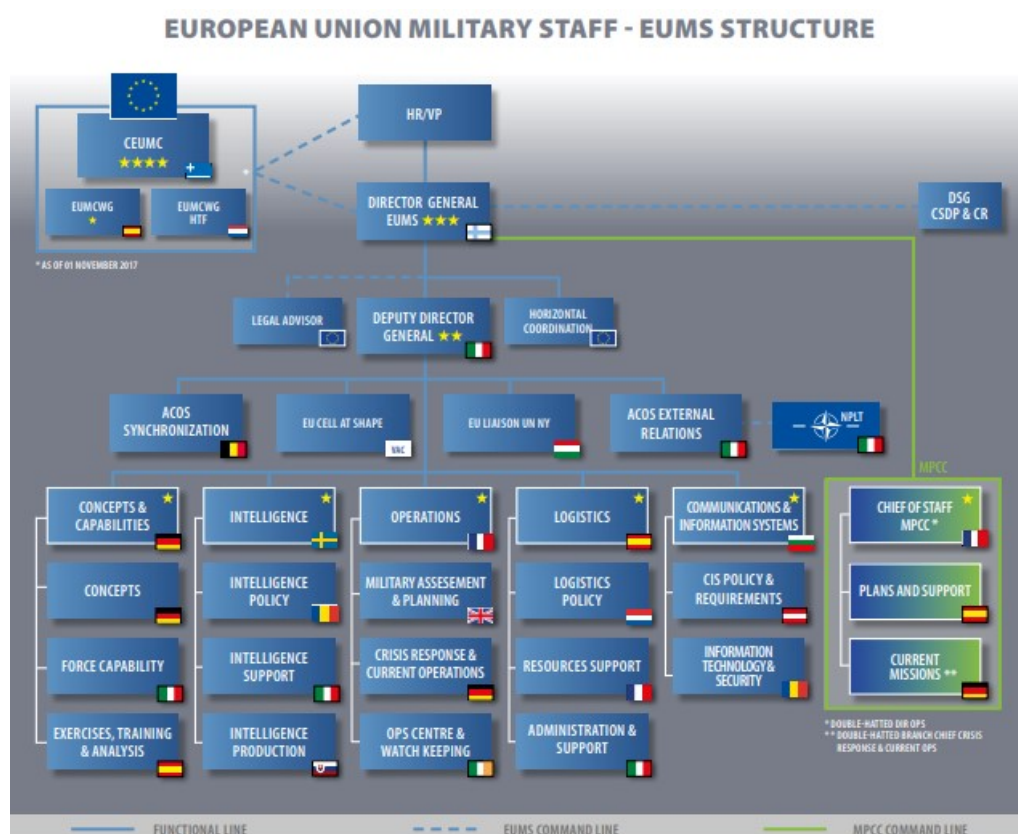 EUROPEAN UNION MILITARY STAFF - EUMS STRUCTURE
HR/VP
CEUMC
EUMCWG
EUMCWG
HTF
* AS OF 01 NOVEMBER 2017
DIRECTOR GENERAL
EUMS
DSG
CSDP & CR
LEGAL ADVISOR
DEPUTY DIRECTOR
GENERAL
HORIZONTAL
COORDINATION
ACOS
SYNCHRONIZATION
EU CELL AT SHAPE
VAC
EU LIAISON UN NY
ACOS EXTERNAL
RELATIONS
NPLT
MPCC
CONCEPTS &
CAPABILITIES
CONCEPTS
FORCE CAPABILITY
EXERCISES, TRAINING
& ANALYSIS
INTELLIGENCE
INTELLIGENCE
POLICY
INTELLIGENCE
SUPPORT
INTELLIGENCE
PRODUCTION
OPERATIONS
MILITARY ASSESEMENT
& PLANNING
CRISIS RESPONSE &
CURRENT OPERATIONS
OPS CENTRE &
WATCH KEEPING
LOGISTICS
LOGISTICS
POLICY
RESOURCES SUPPORT
ADMINISTRATION &
SUPPORT
COMMUNICATIONS &
INFORMATION SYSTEMS
CIS POLICY &
REQUIREMENTS
INFORMATION
TECHNOLOGY &
SECURITY
CHIEF OF STAFF
MPCC *
PLANS AND SUPPORT
CURRENT
MISSIONS **
* DOUBLE-HATTED DIR OPS
** DOUBLE-HATTED BRANCH CHIEF CRISIS
RESPONSE & CURRENT OPS
FUNCTIONAL LINE
EUMS COMMAND LINE
MPCC COMMAND LINE